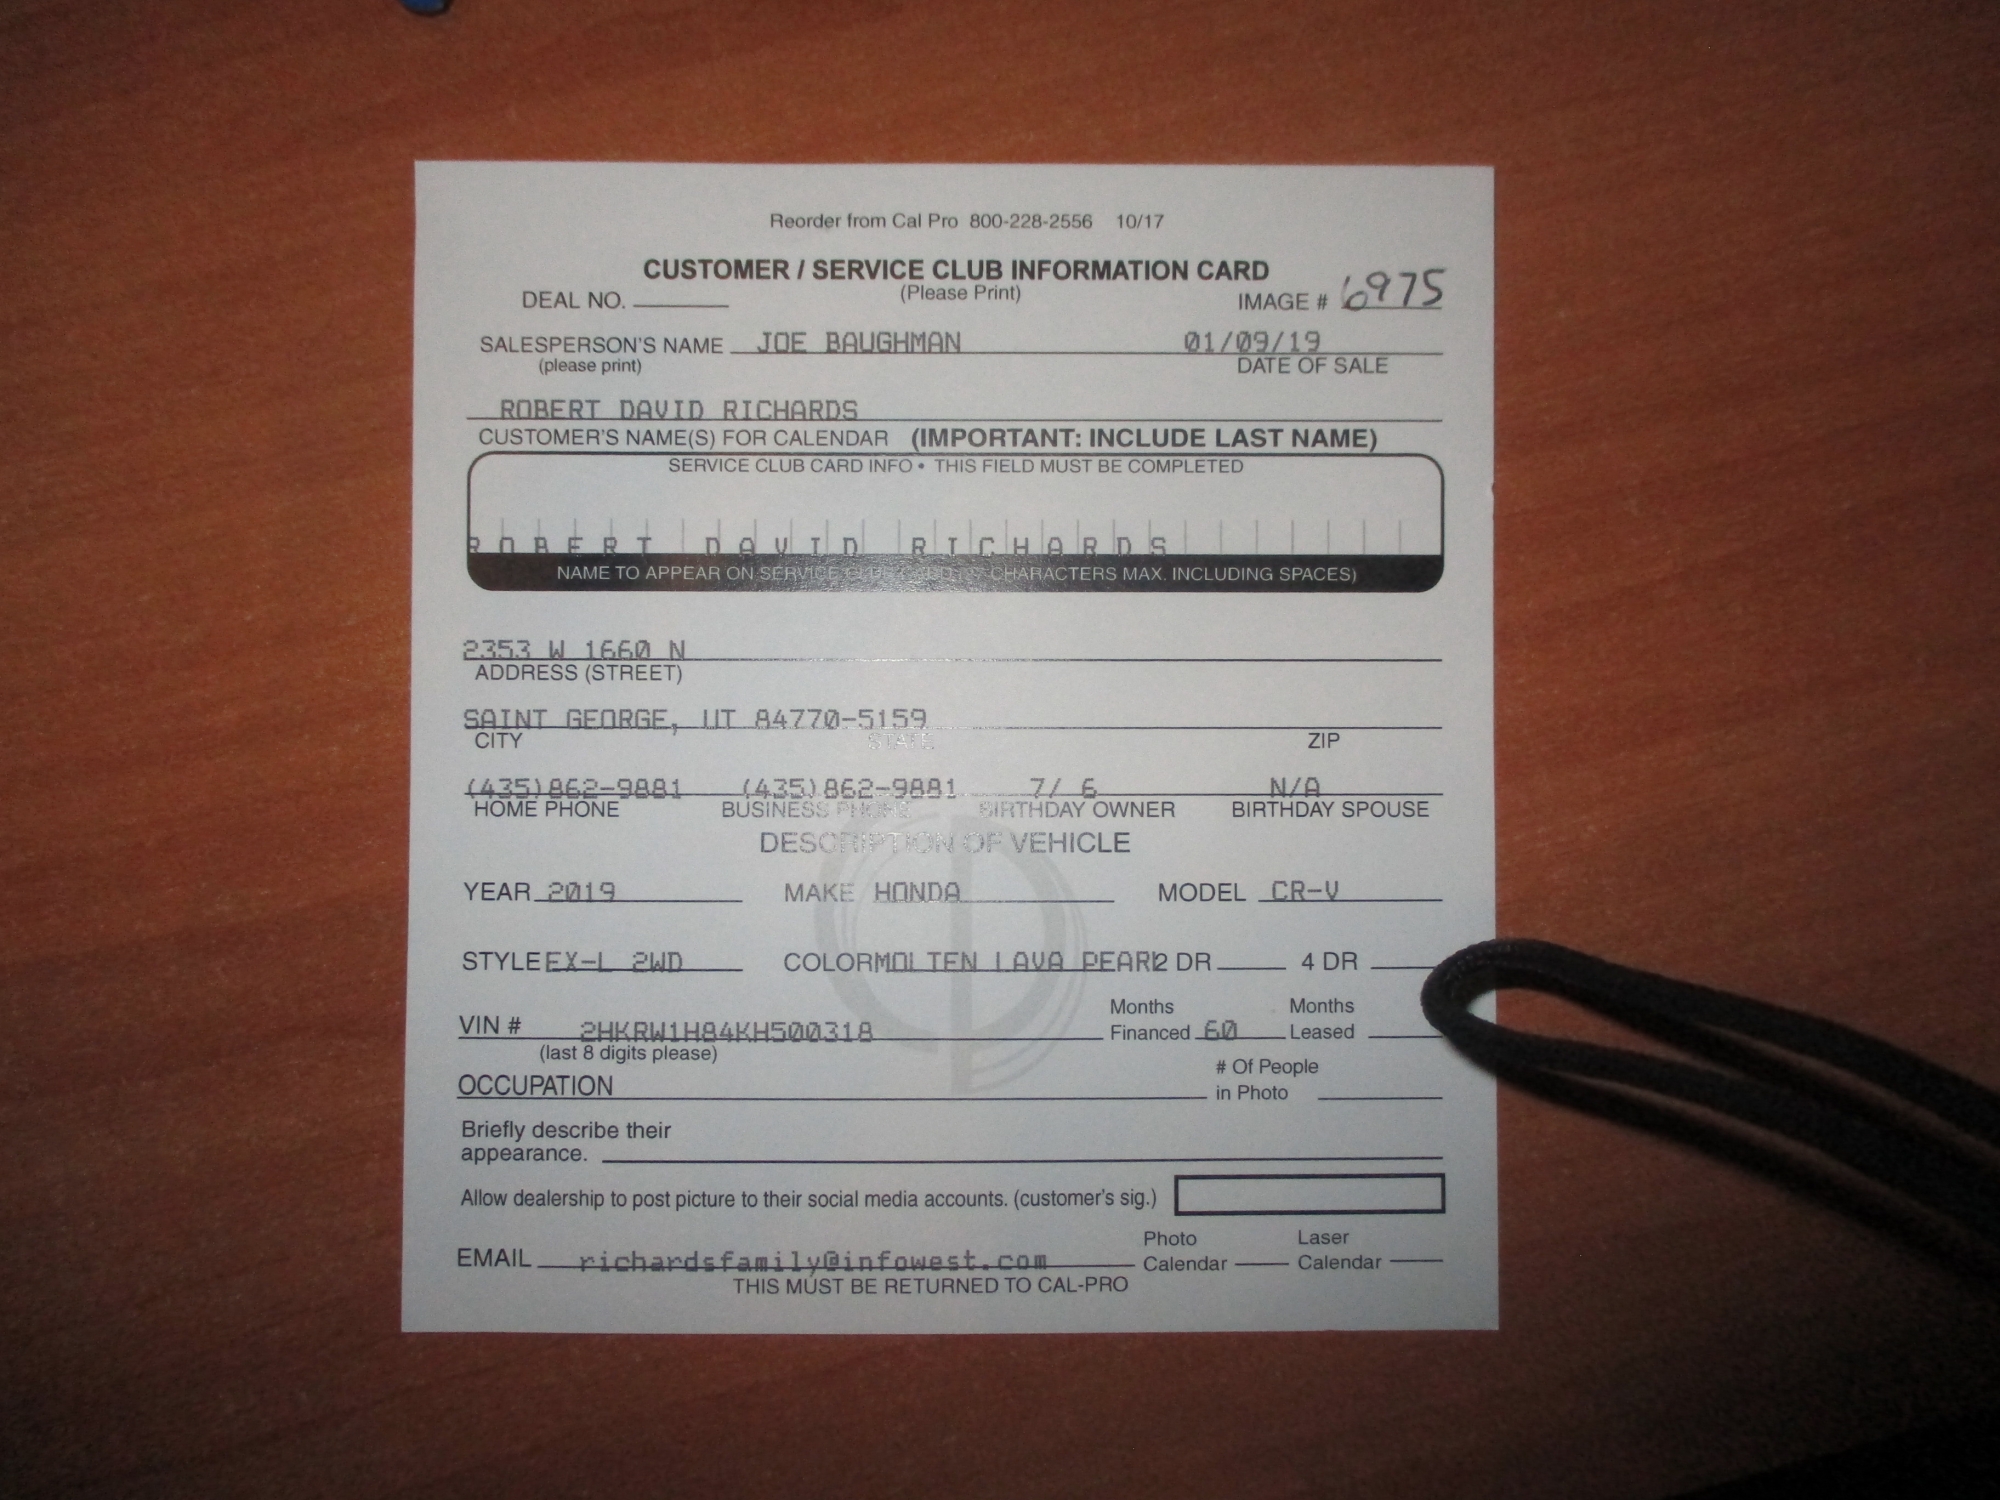 Reorder from Cal Pro 800-228-2556 10/17
CUSTOMER / SERVICE CLUB INFORMATION CARD
(Please Print)
DEAL NO. IMAGE # 6975
SALESPERSON'S NAME JOE BAUGHMAN 01/09/19
(please print) DATE OF SALE
ROBERT DAVID RICHARDS
CUSTOMER'S NAME(S) FOR CALENDAR (IMPORTANT: INCLUDE LAST NAME)
SERVICE CLUB CARD INFO • THIS FIELD MUST BE COMPLETED
ROBERT DAVID RICHARDS
NAME TO APPEAR ON SERVICE CLUB CARD CHARACTERS MAX. INCLUDING SPACES)
2353 W 1660 N
ADDRESS (STREET)
SAINT GEORGE, UT 84770-5159
CITY STATE ZIP
(435)862-9881 (435)862-9881 7/ 6 N/A
HOME PHONE BUSINESS PHONE BIRTHDAY OWNER BIRTHDAY SPOUSE
DESCRIPTION OF VEHICLE
YEAR 2019 MAKE HONDA MODEL CR-V
STYLE EX-L 2WD COLOR MOLTEN LAVA PEARL 2 DR 4 DR
VIN # 2HKRW1H84KH500318 Months Financed 60 Months Leased
(last 8 digits please)
OCCUPATION # Of People in Photo
Briefly describe their
appearance.
Allow dealership to post picture to their social media accounts. (customer's sig.)
EMAIL richardsfamily@infowest.com Photo Calendar Laser Calendar
THIS MUST BE RETURNED TO CAL-PRO